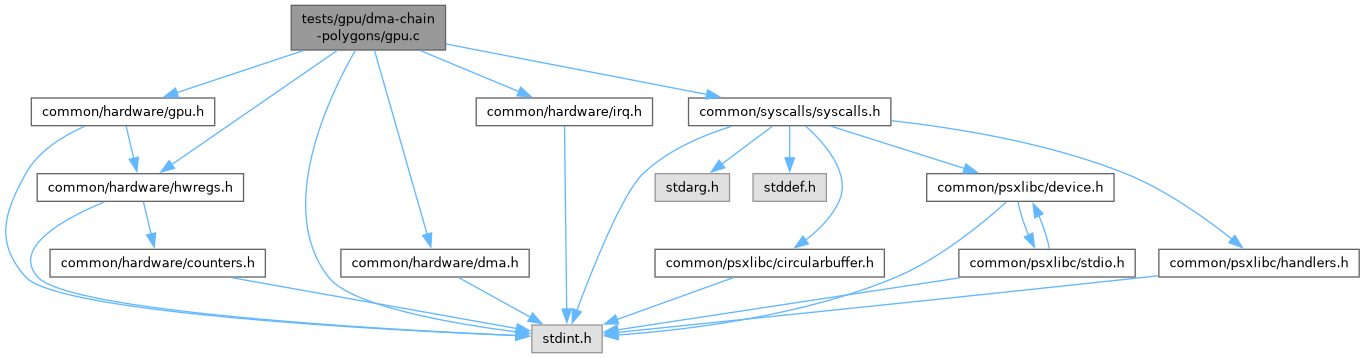 tests/gpu/dma-chain
-polygons/gpu.c
common/hardware/gpu.h
common/hardware/irq.h
common/syscalls/syscalls.h
common/hardware/hwregs.h
stdarg.h
stddef.h
common/psxlibc/device.h
common/hardware/counters.h
common/hardware/dma.h
common/psxlibc/circularbuffer.h
common/psxlibc/stdio.h
common/psxlibc/handlers.h
stdint.h